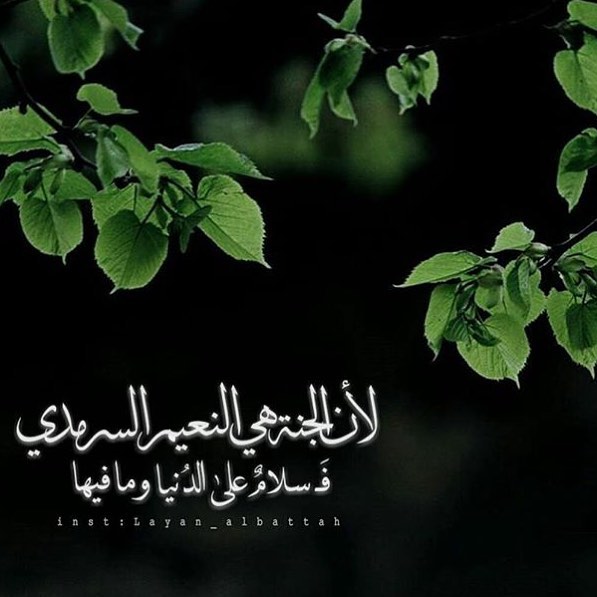 لأن الجنة هي النعيم السرمدي
فَـ سلامٌ على الدُنيا وما فيها
inst:Layan_albattah